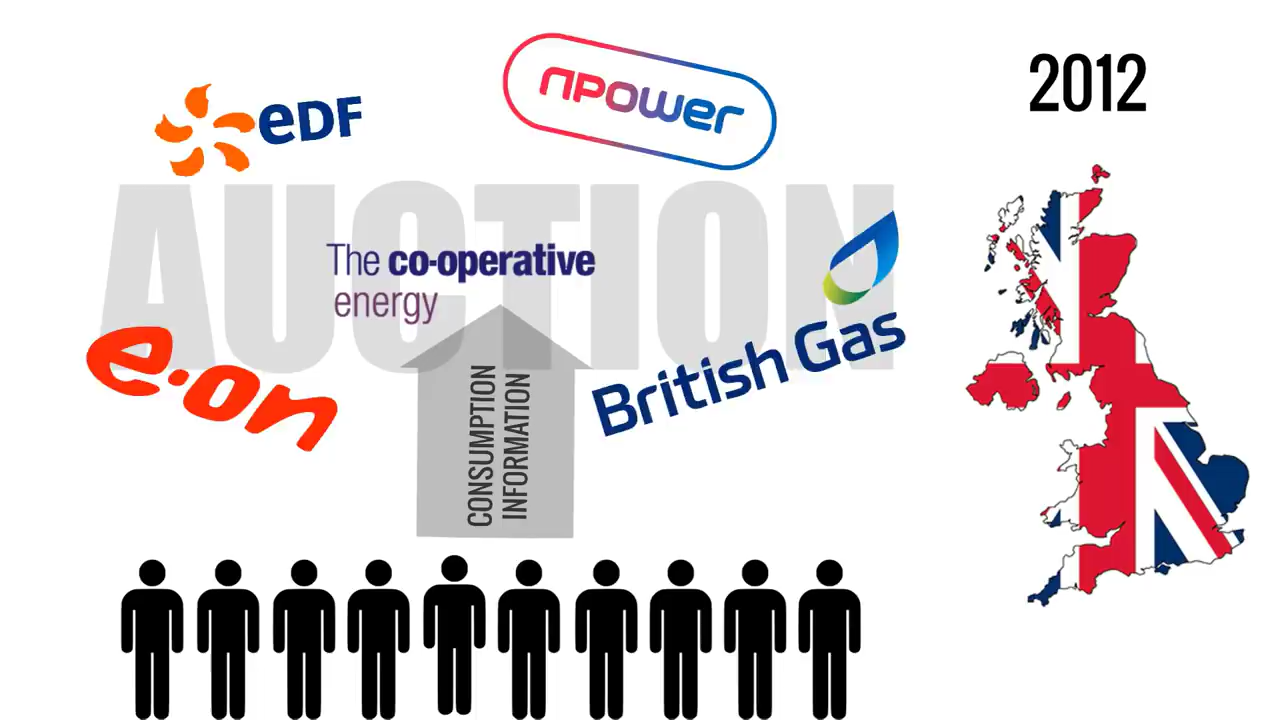 2012
npower
eDF
AUCTION
The co-operative
energy
British Gas
e·on
CONSUMPTION
INFORMATION